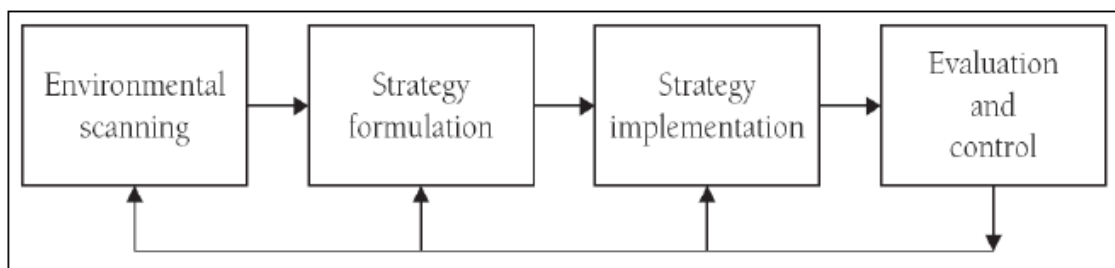 Environmental
scanning
Strategy
formulation
Strategy
implementation
Evaluation
and
control